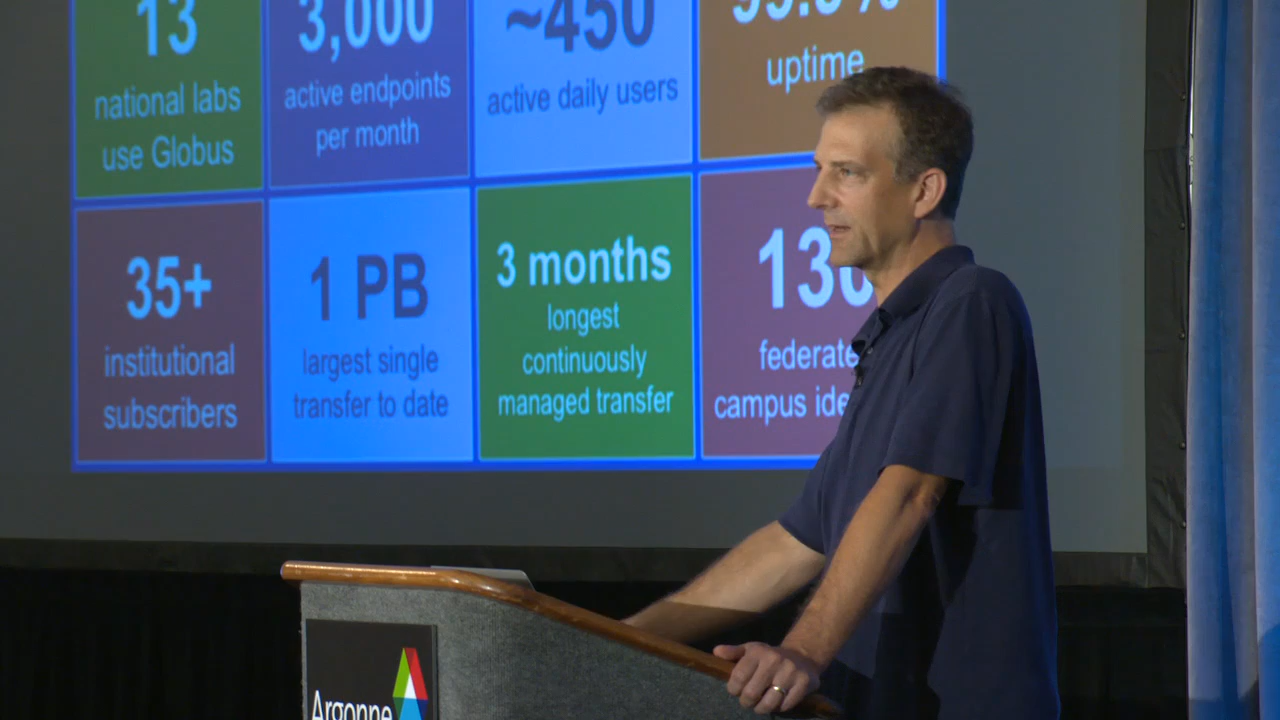 13
national labs
use Globus
3,000
active endpoints
per month
~450
active daily users
uptime
35+
institutional
subscribers
1 PB
largest single
transfer to date
3 months
longest
continuously
managed transfer
130
federate
campus ide
Argonne